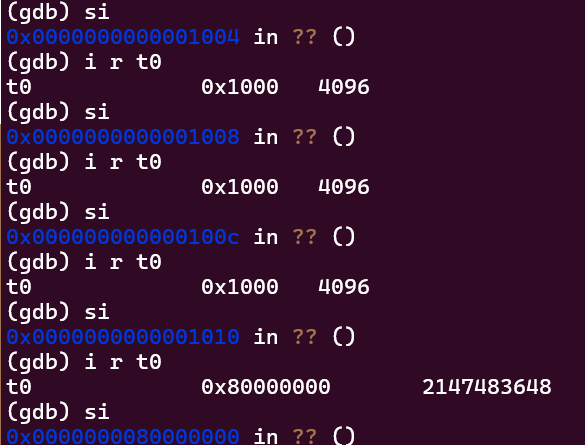 (gdb) si
0x0000000000001004 in ?? ()
(gdb) i r t0
t0             0x1000   4096
(gdb) si
0x0000000000001008 in ?? ()
(gdb) i r t0
t0             0x1000   4096
(gdb) si
0x000000000000100c in ?? ()
(gdb) i r t0
t0             0x1000   4096
(gdb) si
0x0000000000001010 in ?? ()
(gdb) i r t0
t0             0x80000000       2147483648
(gdb) si
0x0000000080000000 in ?? ()